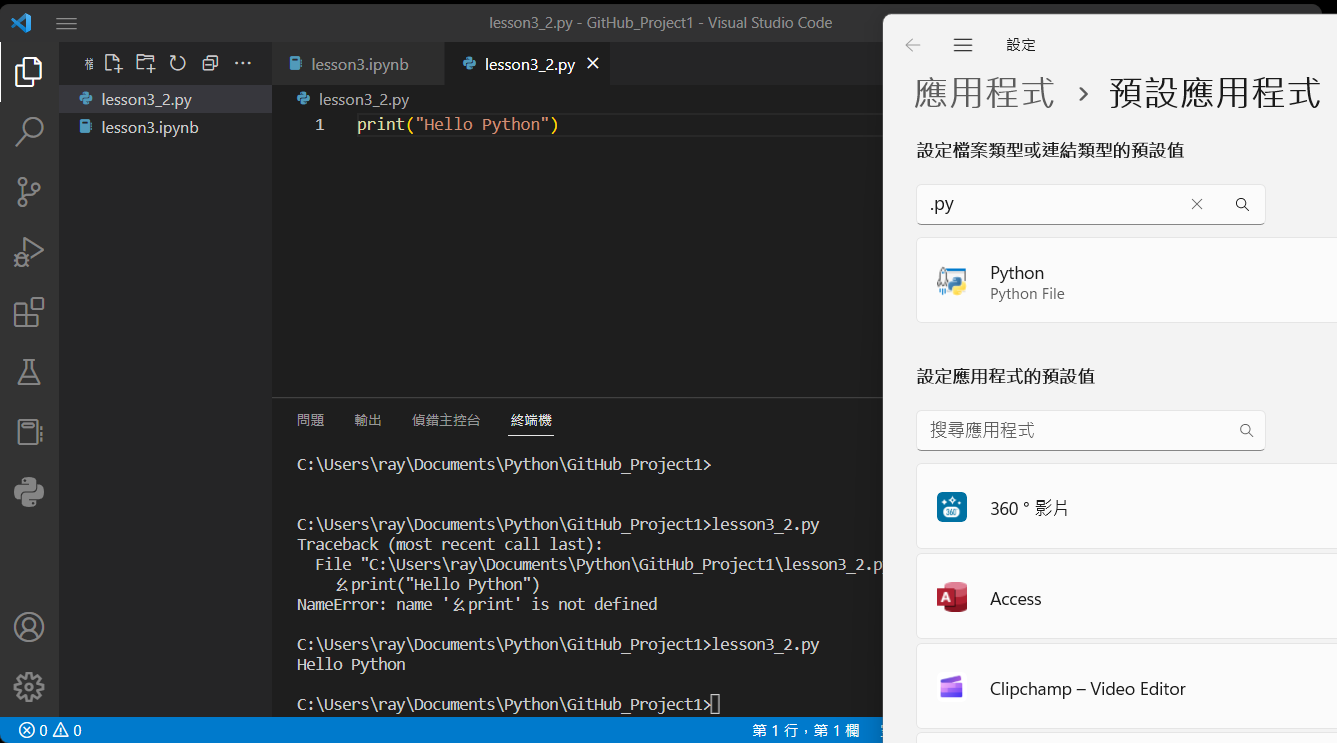 lesson3_2.py - GitHub_Project1 - Visual Studio Code
lesson3.ipynb
lesson3_2.py
lesson3_2.py
lesson3.ipynb
lesson3_2.py
1 print("Hello Python")
問題 輸出 偵錯主控台 終端機
C:\Users\ray\Documents\Python\GitHub_Project1>
C:\Users\ray\Documents\Python\GitHub_Project1>lesson3_2.py
Traceback (most recent call last):
File "C:\Users\ray\Documents\Python\GitHub_Project1\lesson3_2.p
ㄠprint("Hello Python")
NameError: name 'ㄠprint' is not defined
C:\Users\ray\Documents\Python\GitHub_Project1>lesson3_2.py
Hello Python
C:\Users\ray\Documents\Python\GitHub_Project1>
0 0
第 1 行，第 1 欄
設定
應用程式 › 預設應用程式
設定檔案類型或連結類型的預設值
.py
Python
Python File
設定應用程式的預設值
搜尋應用程式
360 ° 影片
Access
Clipchamp – Video Editor